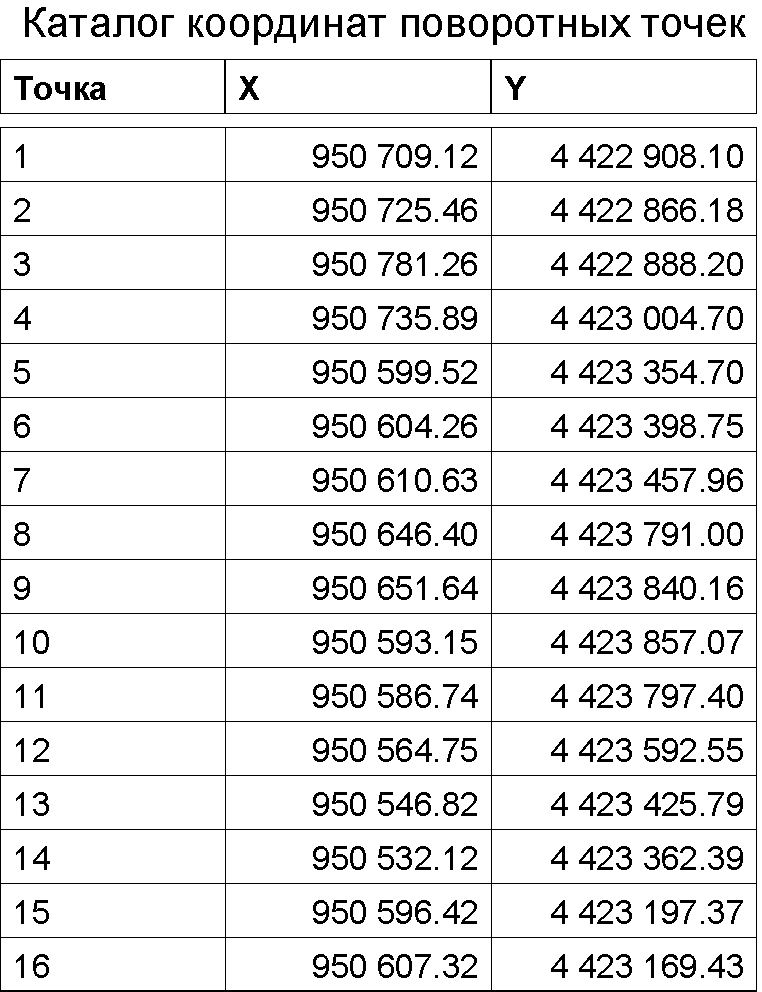 Каталог координат поворотных точек
Точка X Y
1 950 709.12 4 422 908.10
2 950 725.46 4 422 866.18
3 950 781.26 4 422 888.20
4 950 735.89 4 423 004.70
5 950 599.52 4 423 354.70
6 950 604.26 4 423 398.75
7 950 610.63 4 423 457.96
8 950 646.40 4 423 791.00
9 950 651.64 4 423 840.16
10 950 593.15 4 423 857.07
11 950 586.74 4 423 797.40
12 950 564.75 4 423 592.55
13 950 546.82 4 423 425.79
14 950 532.12 4 423 362.39
15 950 596.42 4 423 197.37
16 950 607.32 4 423 169.43